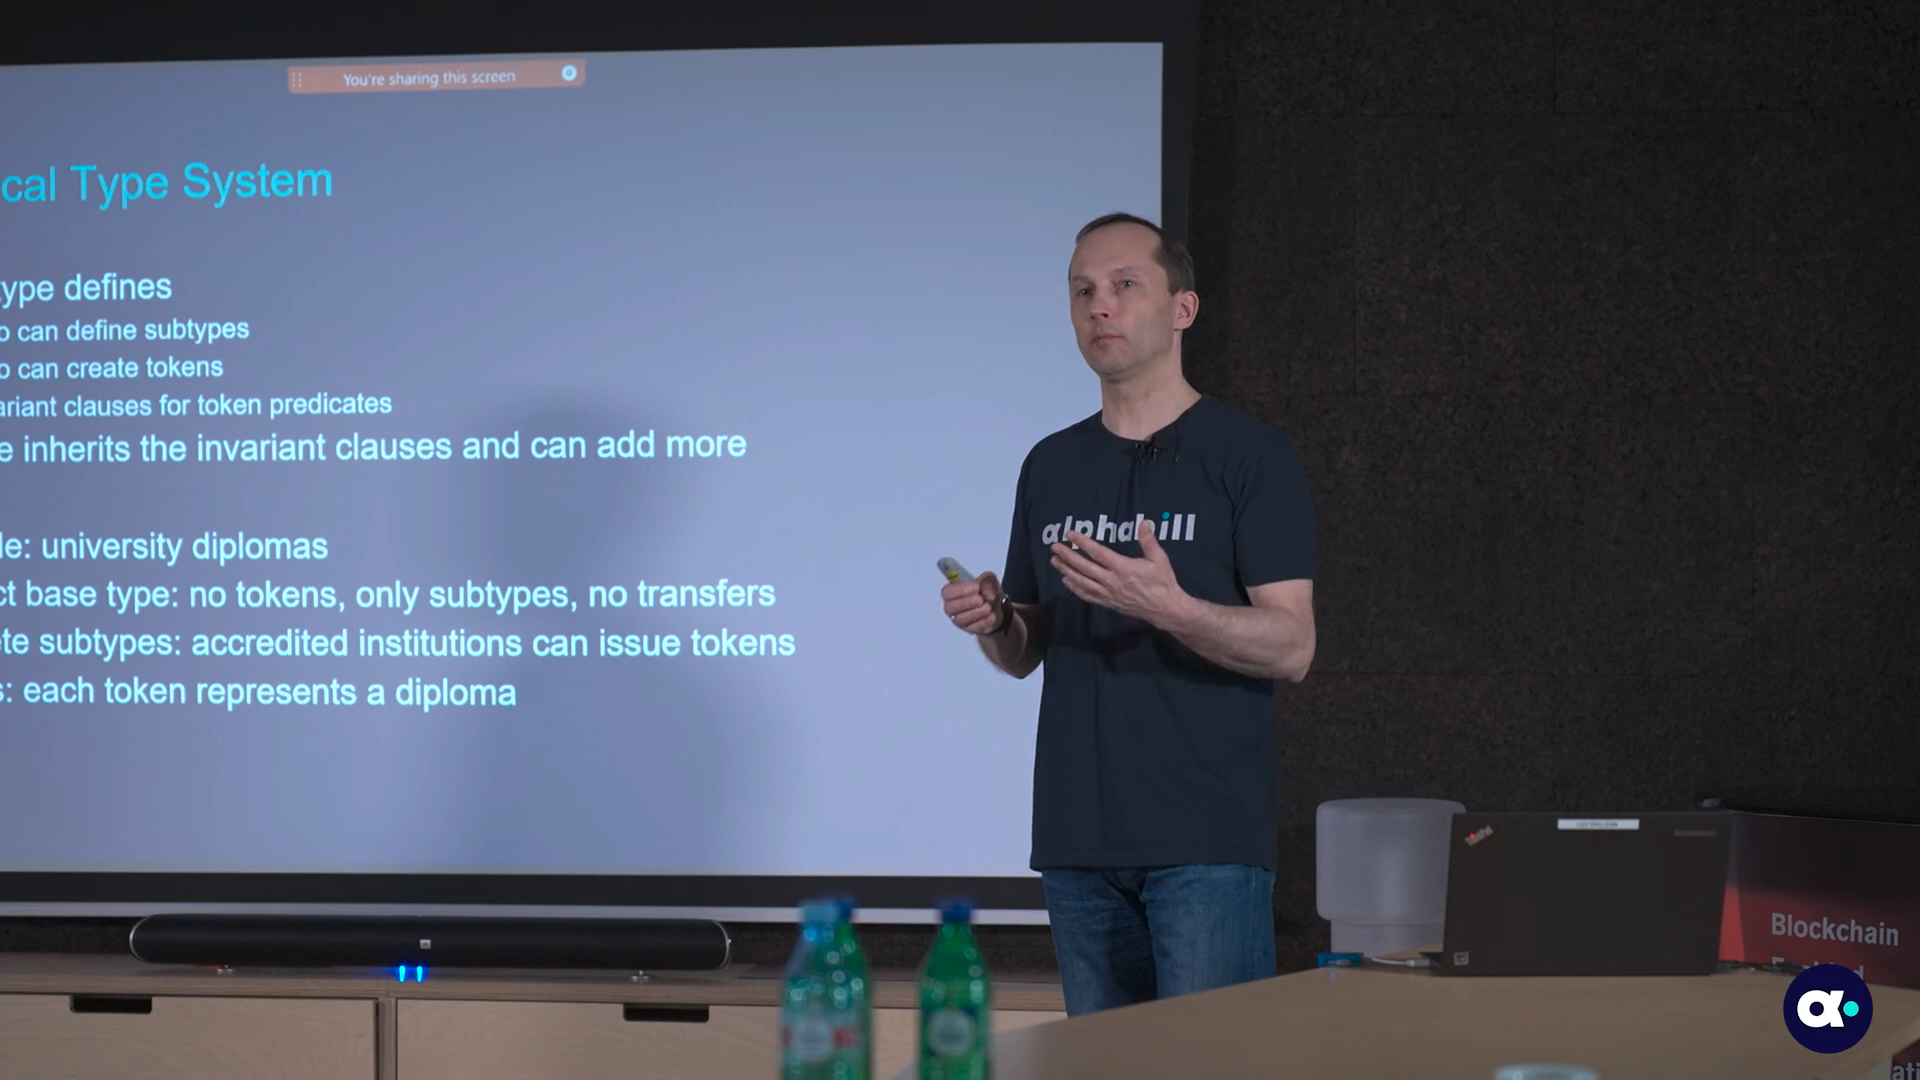 You're sharing this screen
cal Type System
ype defines
o can define subtypes
o can create tokens
ariant clauses for token predicates
e inherits the invariant clauses and can add more
le: university diplomas
ct base type: no tokens, only subtypes, no transfers
te subtypes: accredited institutions can issue tokens
s: each token represents a diploma
alphabill
ThinkPad
Blockchain